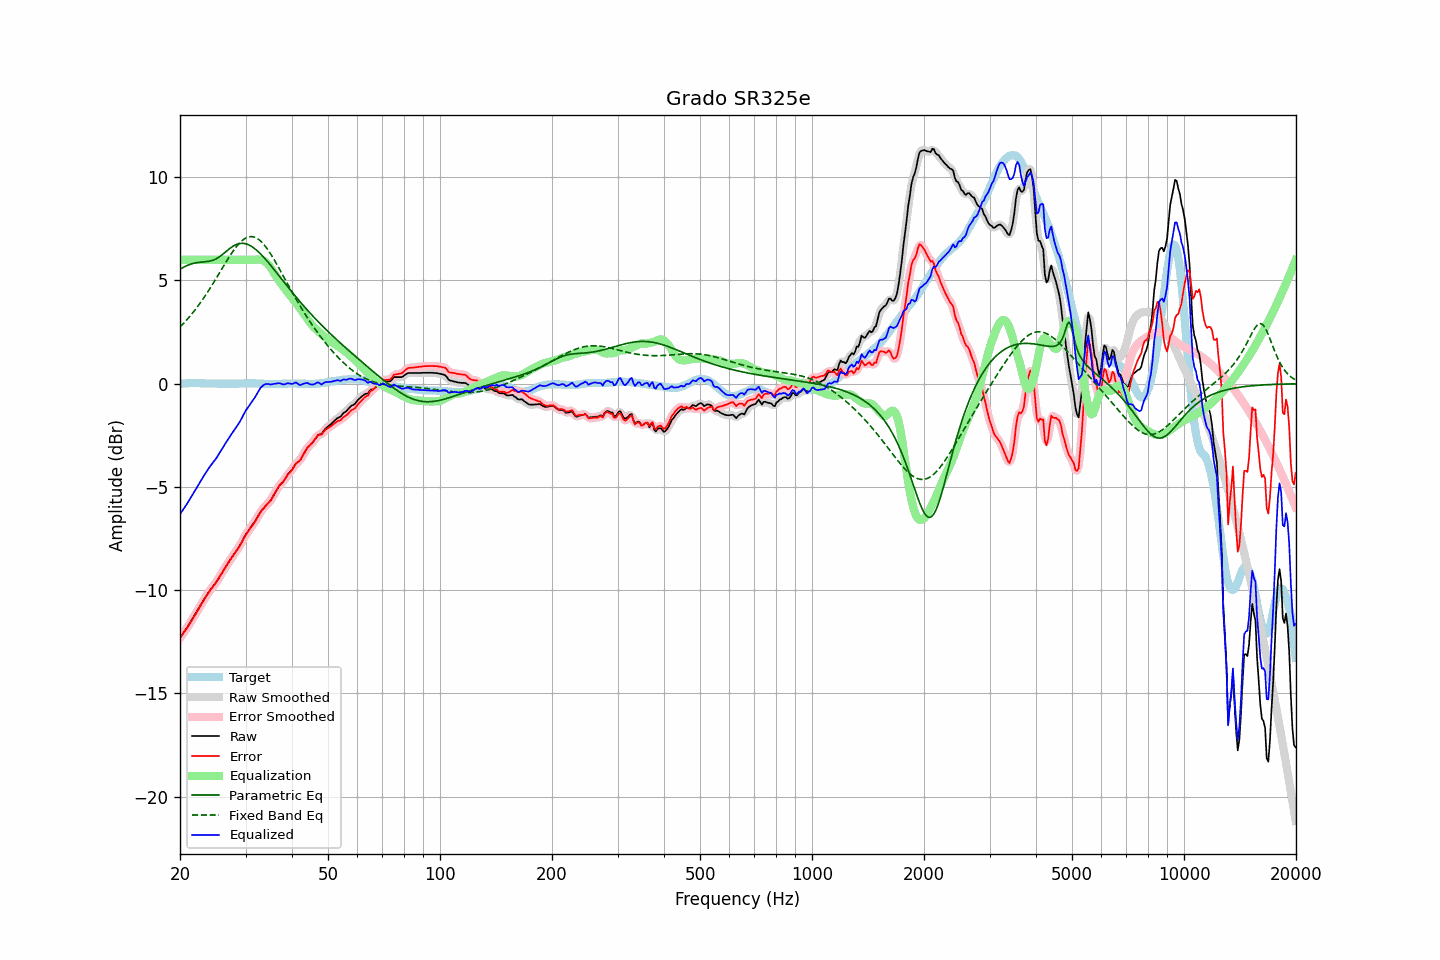 Grado SR325e
Amplitude (dBr)
10
5
0
−5
−10
−15
−20
Target
Raw Smoothed
Error Smoothed
Raw
Error
Equalization
Parametric Eq
Fixed Band Eq
Equalized
20
50
100
200
500
1000
2000
5000
10000
20000
Frequency (Hz)